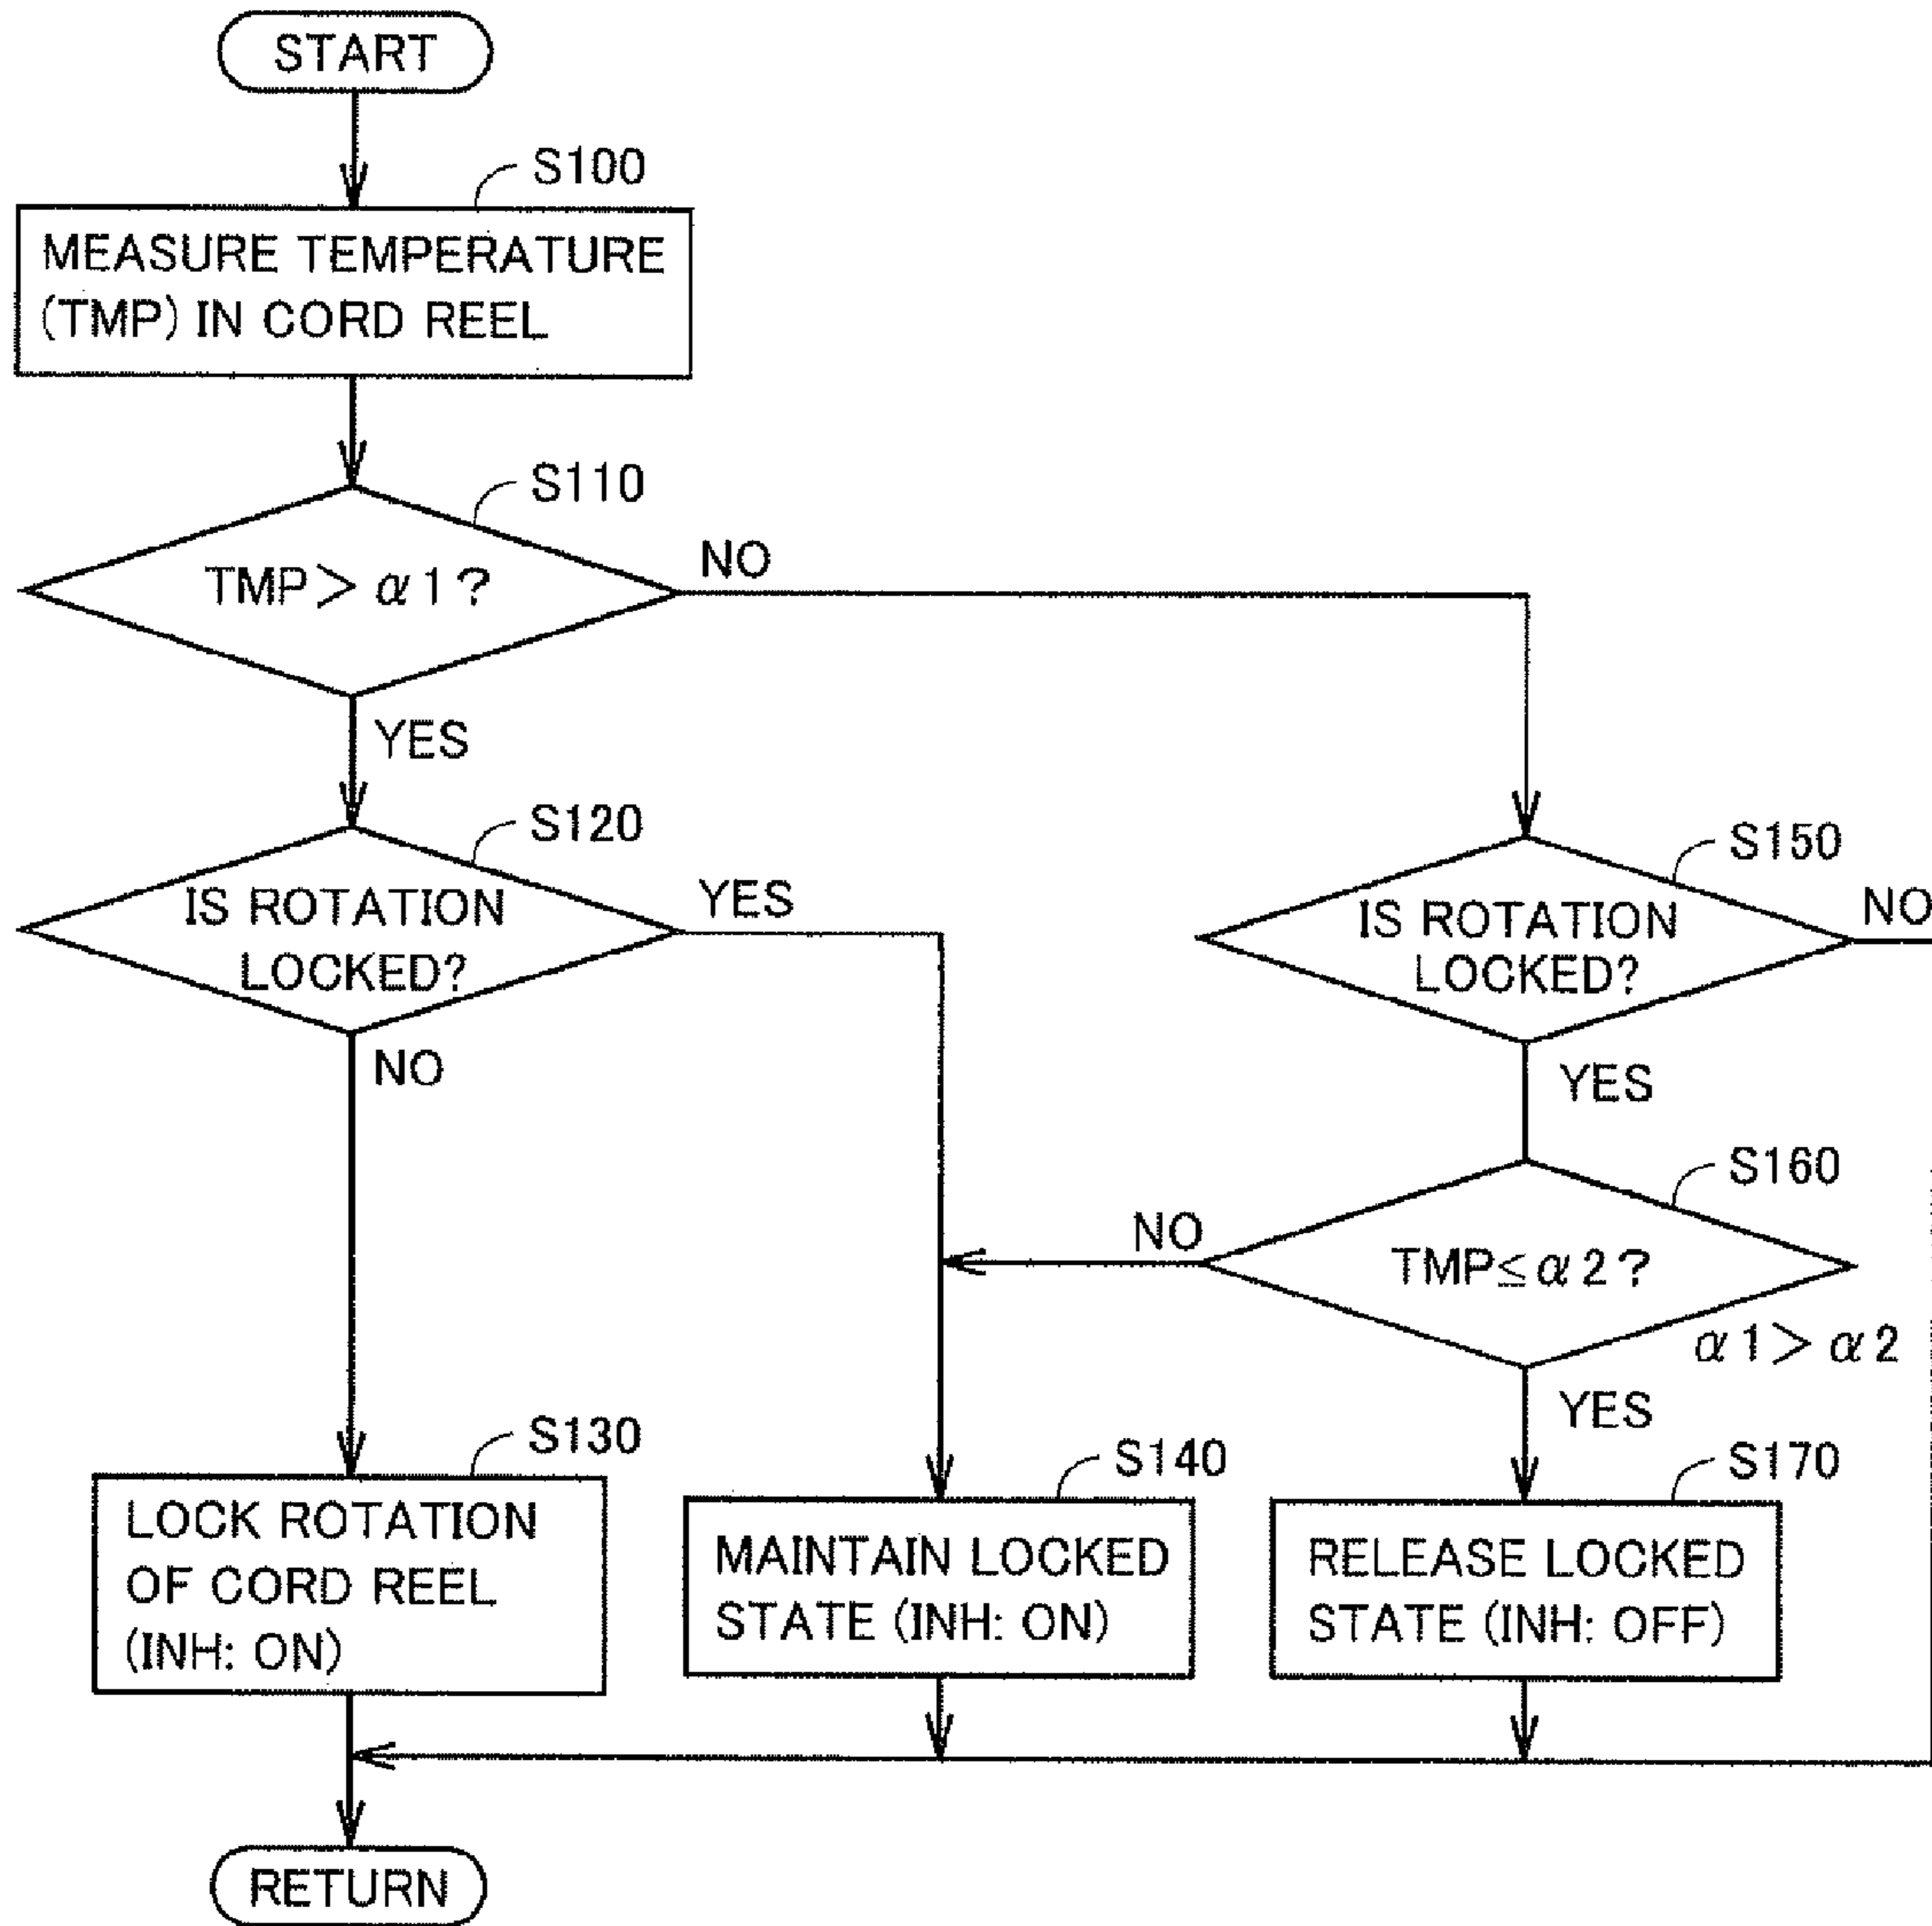 START
S100
MEASURE TEMPERATURE
(TMP) IN CORD REEL
S110
TMP > α1?
NO
YES
S120
IS ROTATION
LOCKED?
YES
NO
S150
IS ROTATION
LOCKED?
NO
YES
S160
TMP≤α2?
NO
α1 > α2
YES
S130
LOCK ROTATION
OF CORD REEL
(INH: ON)
S140
MAINTAIN LOCKED
STATE (INH: ON)
S170
RELEASE LOCKED
STATE (INH: OFF)
RETURN